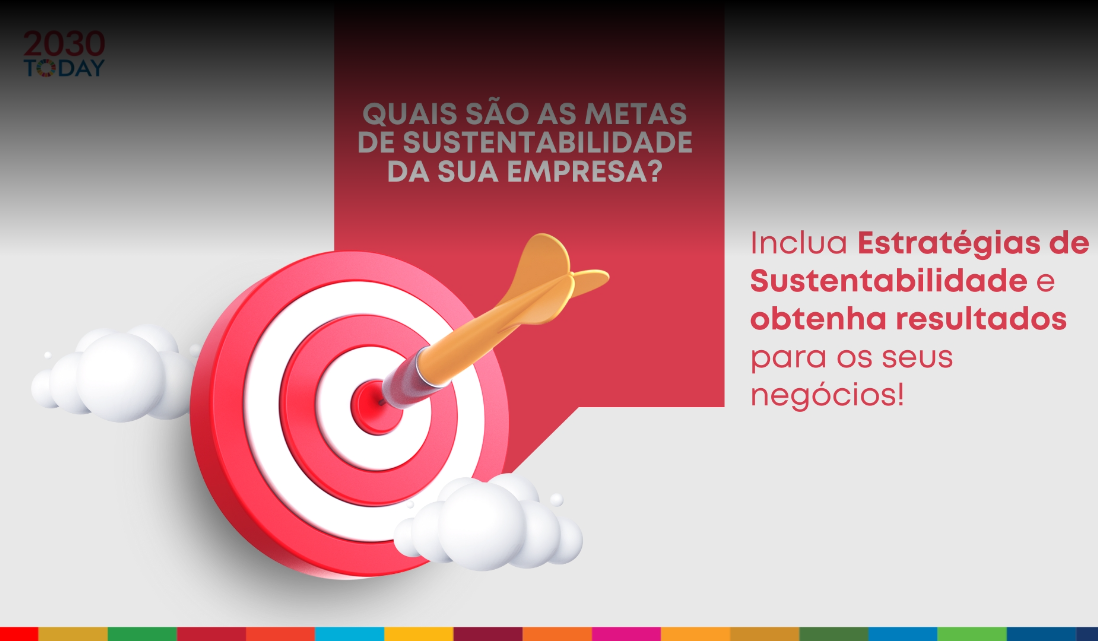 2030
TODAY
QUAIS SÃO AS METAS
DE SUSTENTABILIDADE
DA SUA EMPRESA?
Inclua Estratégias de
Sustentabilidade e
obtenha resultados
para os seus
negócios!